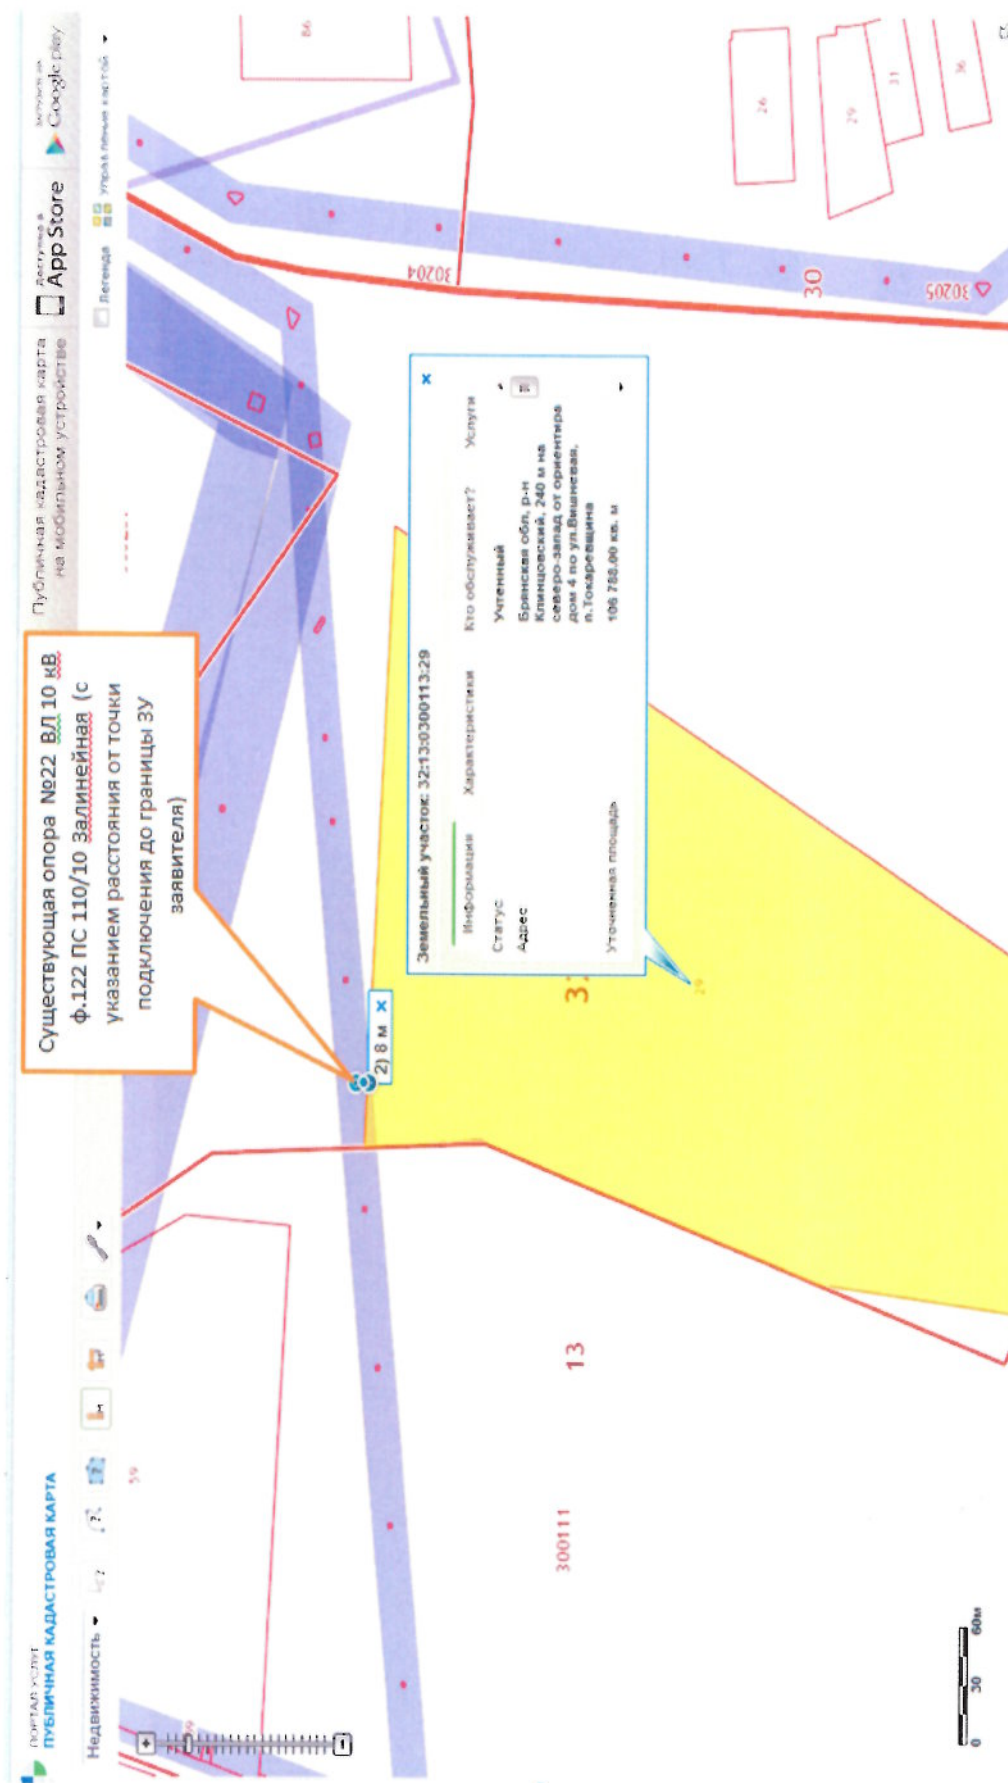 ПОРТАЛ УСЛУГ
ПУБЛИЧНАЯ КАДАСТРОВАЯ КАРТА
Публичная кадастровая карта
на мобильном устройстве
Доступно в
App Store
Google play
Недвижимость
Легенда
Управление картой
Существующая опора №22 ВЛ 10 кВ
ф.122 ПС 110/10 Залинейная (с
указанием расстояния от точки
подключения до границы ЗУ
заявителя)
2) 8 м
Земельный участок: 32:13:0300113:29
Информация
Характеристики
Кто обслуживает?
Услуги
Статус
Учтенный
Адрес
Брянская обл, р-н
Клинцовский, 240 м на
северо-запад от ориентира
дом 4 по ул.Вишневая,
п.Токаревщина
Уточненная площадь
106 788.00 кв. м
59
86
30204
26
29
31
36
30
30205
29
13
300111
0
30
60м